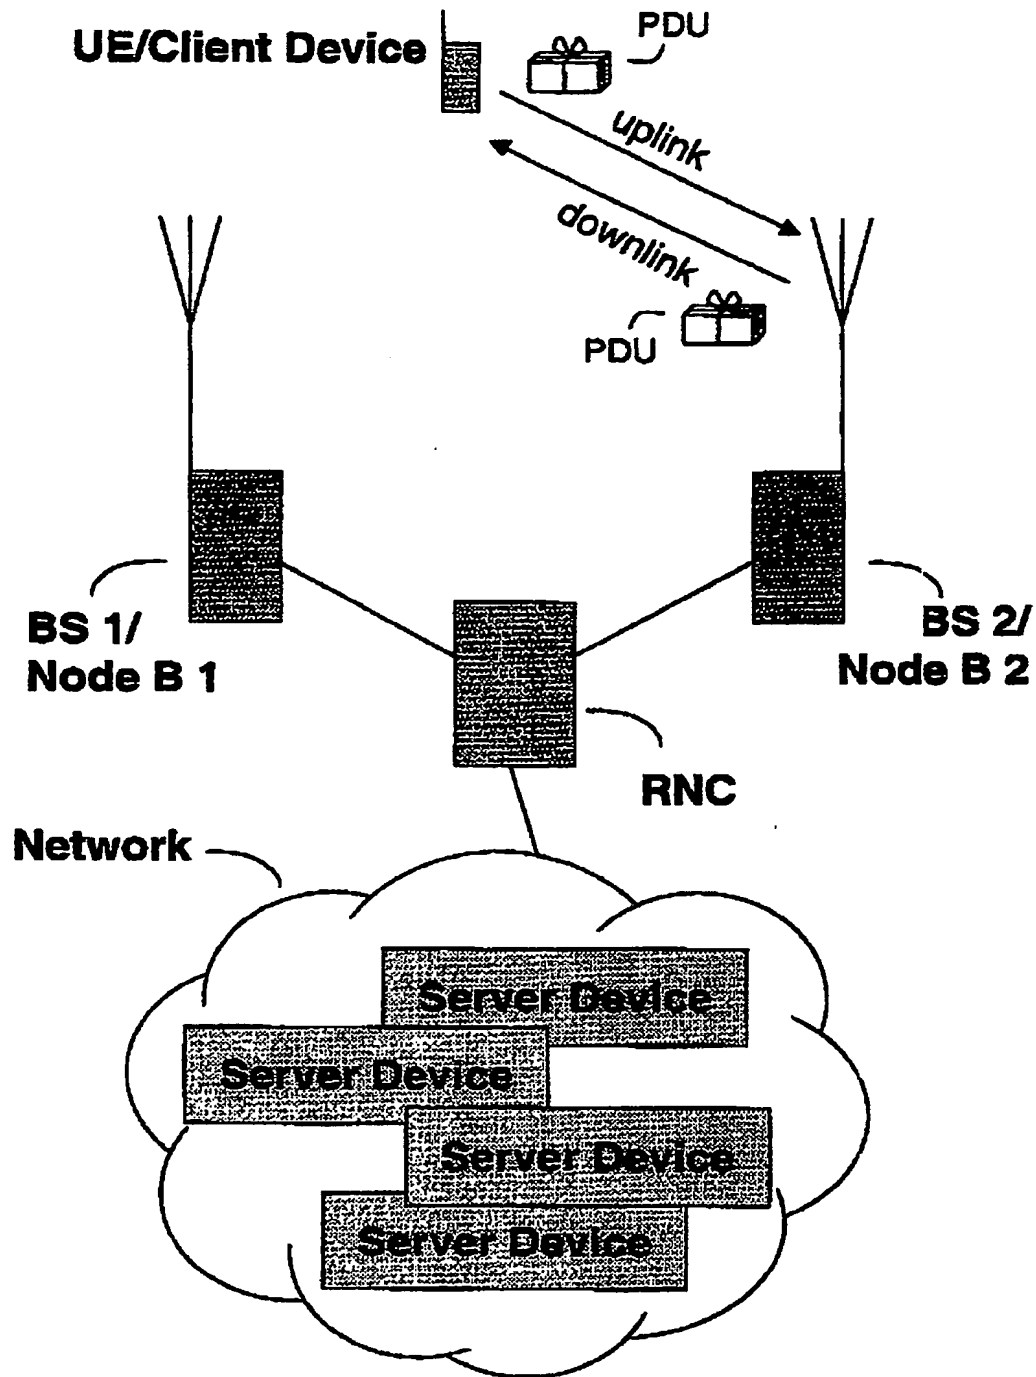 UE/Client Device
PDU
uplink
downlink
PDU
BS 1/
Node B 1
BS 2/
Node B 2
RNC
Network
Server Device
Server Device
Server Device
Server Device